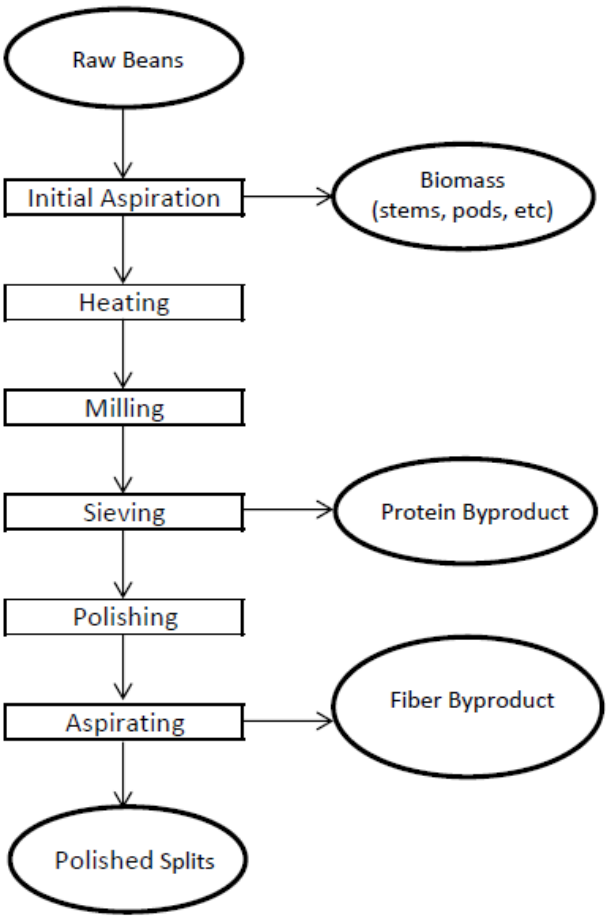 Raw Beans
Initial Aspiration
Biomass
(stems, pods, etc)
Heating
Milling
Sieving
Protein Byproduct
Polishing
Aspirating
Fiber Byproduct
Polished Splits